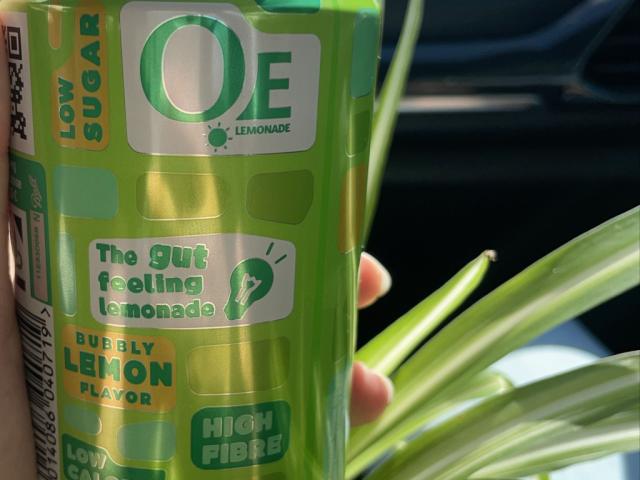 LOW
SUGAR
OE
LEMONADE
The gut
feeling
lemonade
BUBBLY
LEMON
FLAVOR
HIGH
FIBRE
LOW